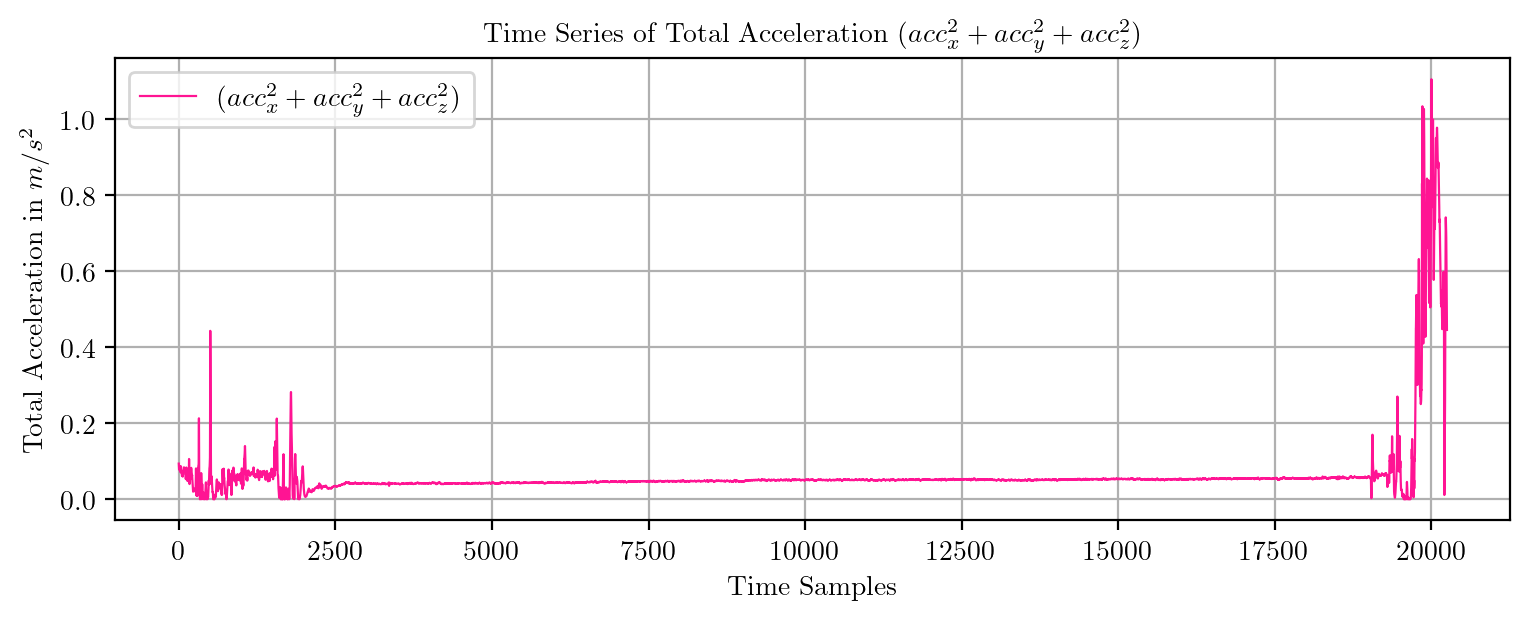 Time Series of Total Acceleration $(acc_x^2 + acc_y^2 + acc_z^2)$
$(acc_x^2 + acc_y^2 + acc_z^2)$
Total Acceleration in $m/s^2$
1.0
0.8
0.6
0.4
0.2
0.0
0 2500 5000 7500 10000 12500 15000 17500 20000
Time Samples